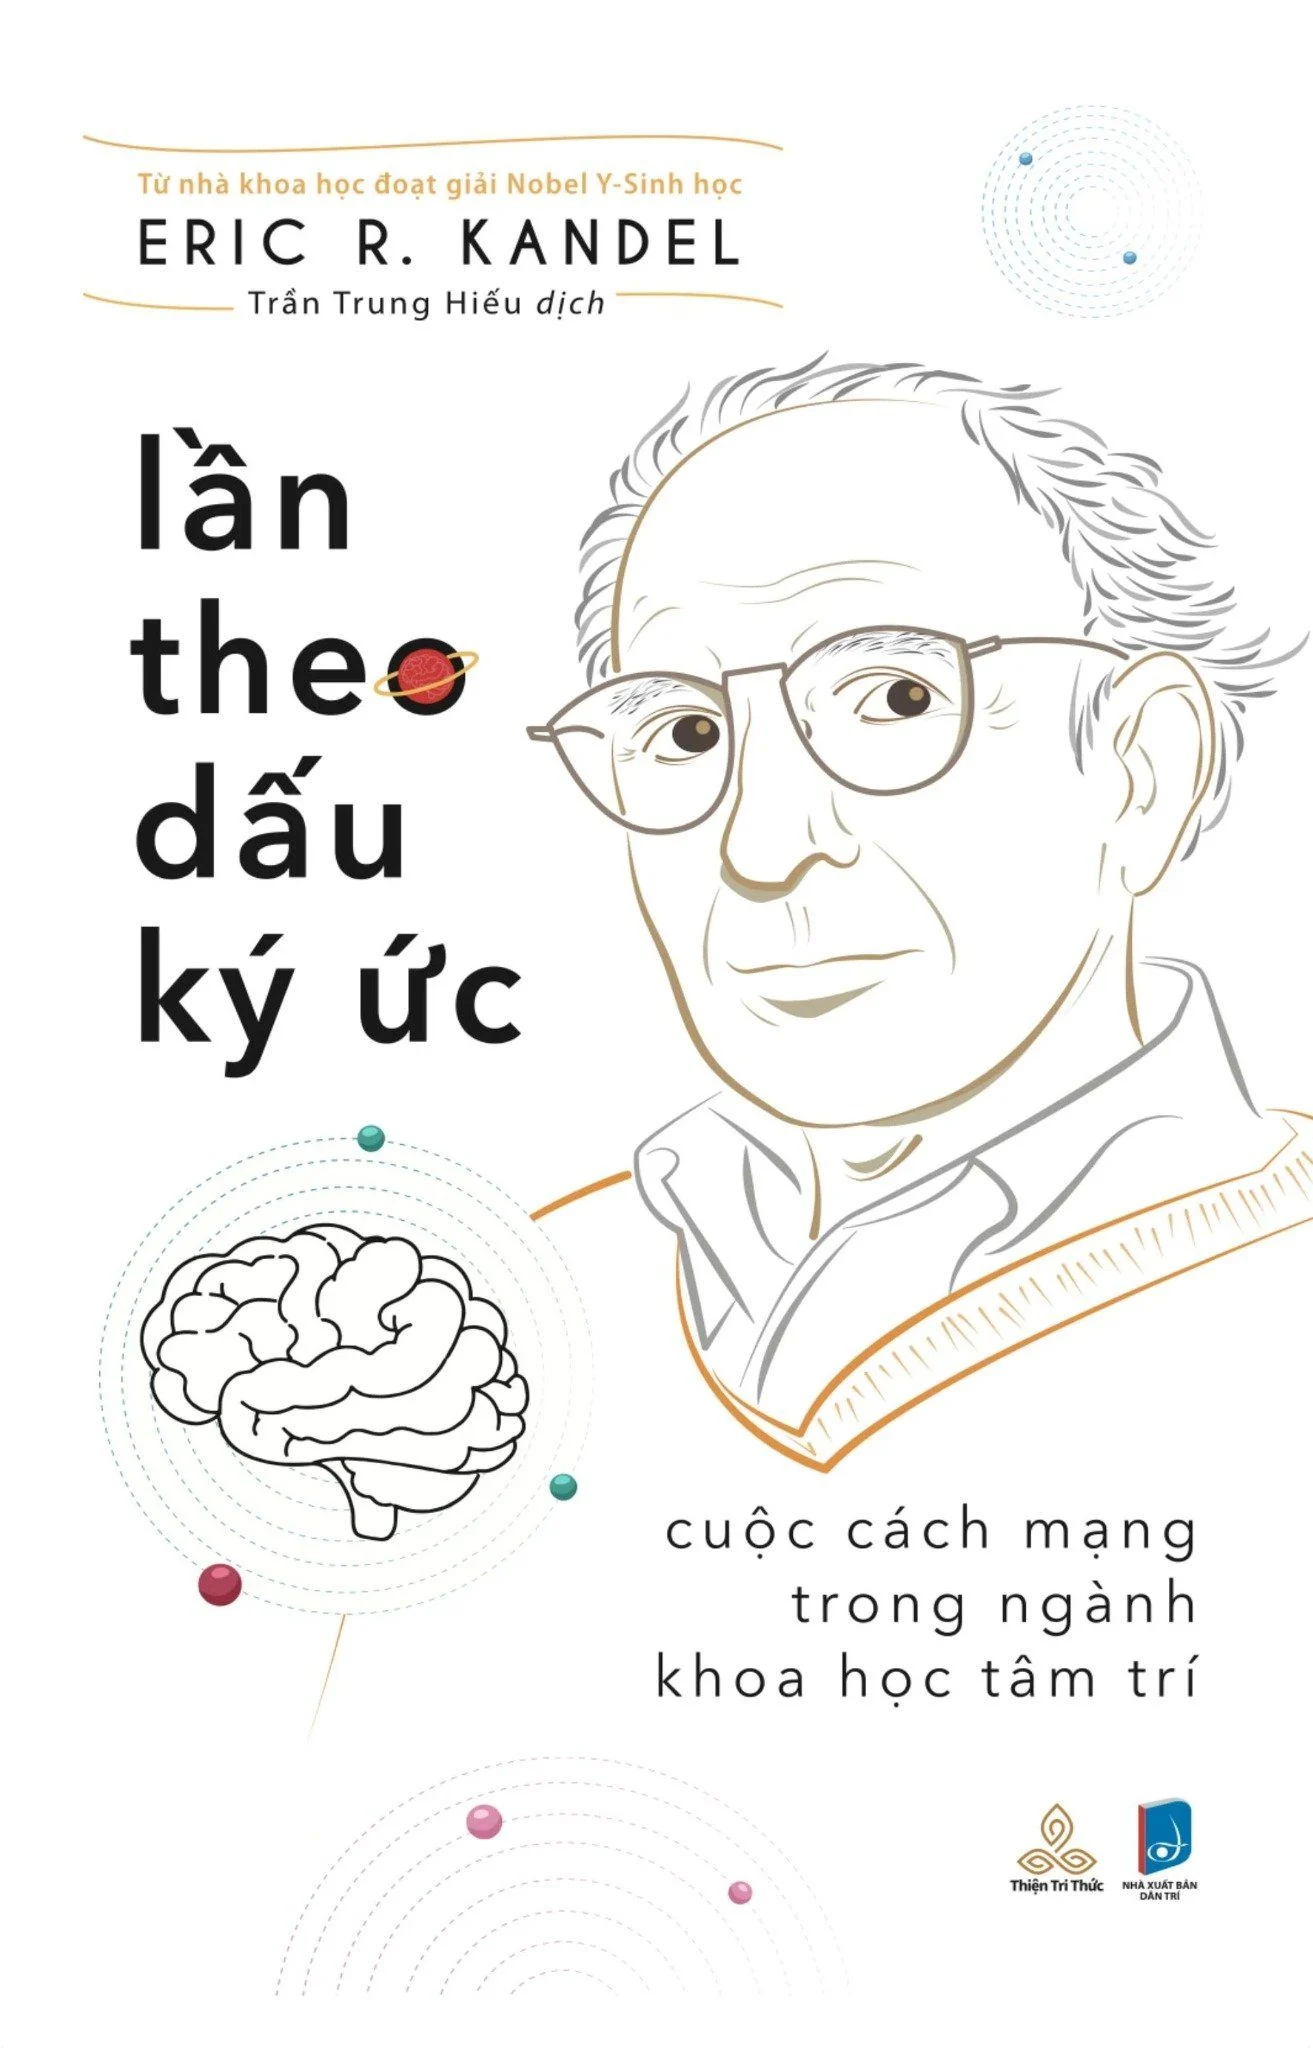 Từ nhà khoa học đoạt giải Nobel Y-Sinh học
ERIC R. KANDEL
Trần Trung Hiếu dịch
lần
theo
dấu
ký ức
cuộc cách mạng
trong ngành
khoa học tâm trí
Thiện Tri Thức
NHÀ XUẤT BẢN
DÂN TRÍ